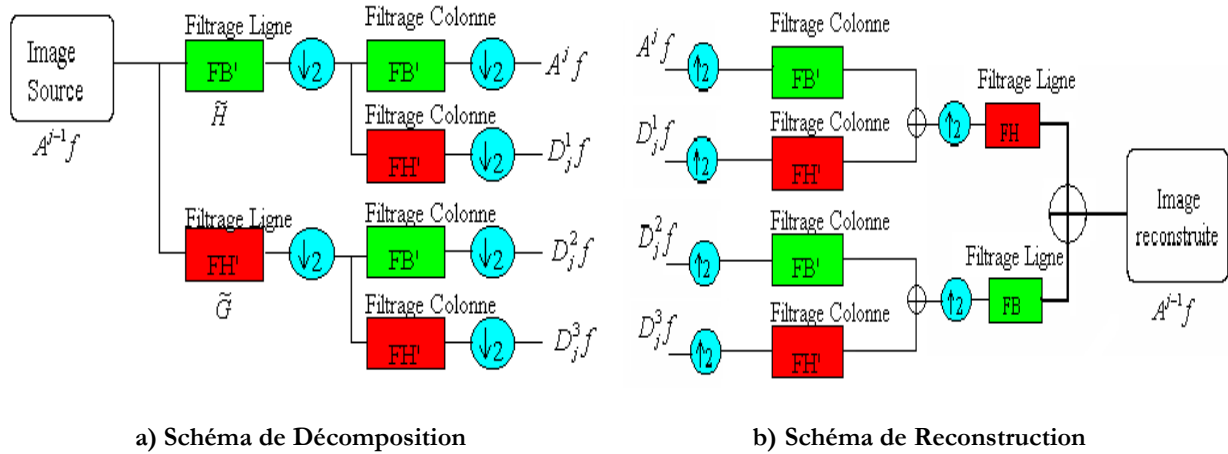 Image
Source
A^{j-1}f
Filtrage Ligne
FB'
H̃
↓2
Filtrage Colonne
FB'
↓2
A^j f
Filtrage Colonne
FH'
↓2
D_j^1 f
Filtrage Ligne
FH'
G̃
↓2
Filtrage Colonne
FB'
↓2
D_j^2 f
Filtrage Colonne
FH'
↓2
D_j^3 f
a) Schéma de Décomposition
A^j f
↑2
Filtrage Colonne
FB'
D_j^1 f
↑2
Filtrage Colonne
FH'
↑2
Filtrage Ligne
FH
D_j^2 f
↑2
Filtrage Colonne
FB'
D_j^3 f
↑2
Filtrage Colonne
FH'
↑2
Filtrage Ligne
FB
Image
reconstruite
A^{j-1}f
b) Schéma de Reconstruction